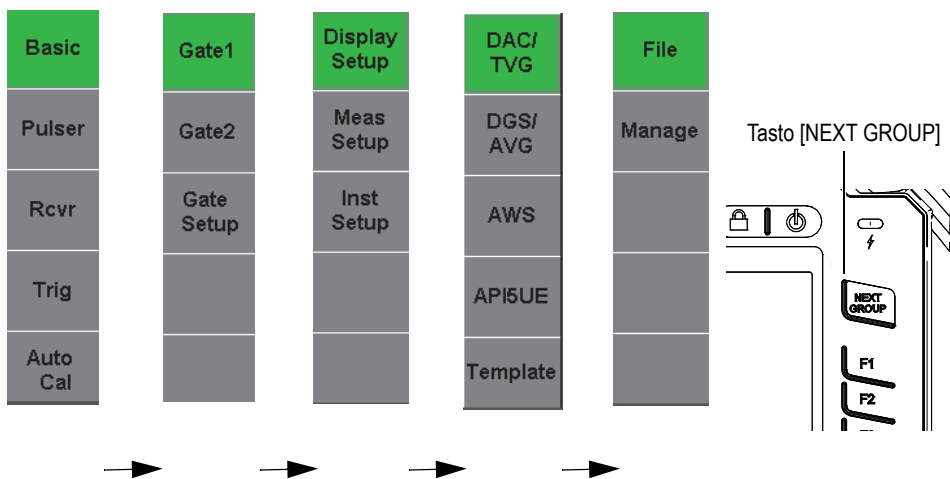 Basic
Pulser
Rcvr
Trig
Auto
Cal
Gate1
Gate2
Gate
Setup
Display
Setup
Meas
Setup
Inst
Setup
DAC/
TVG
DGS/
AVG
AWS
API5UE
Template
File
Manage
Tasto [NEXT GROUP]
NEXT
GROUP
F1
F2